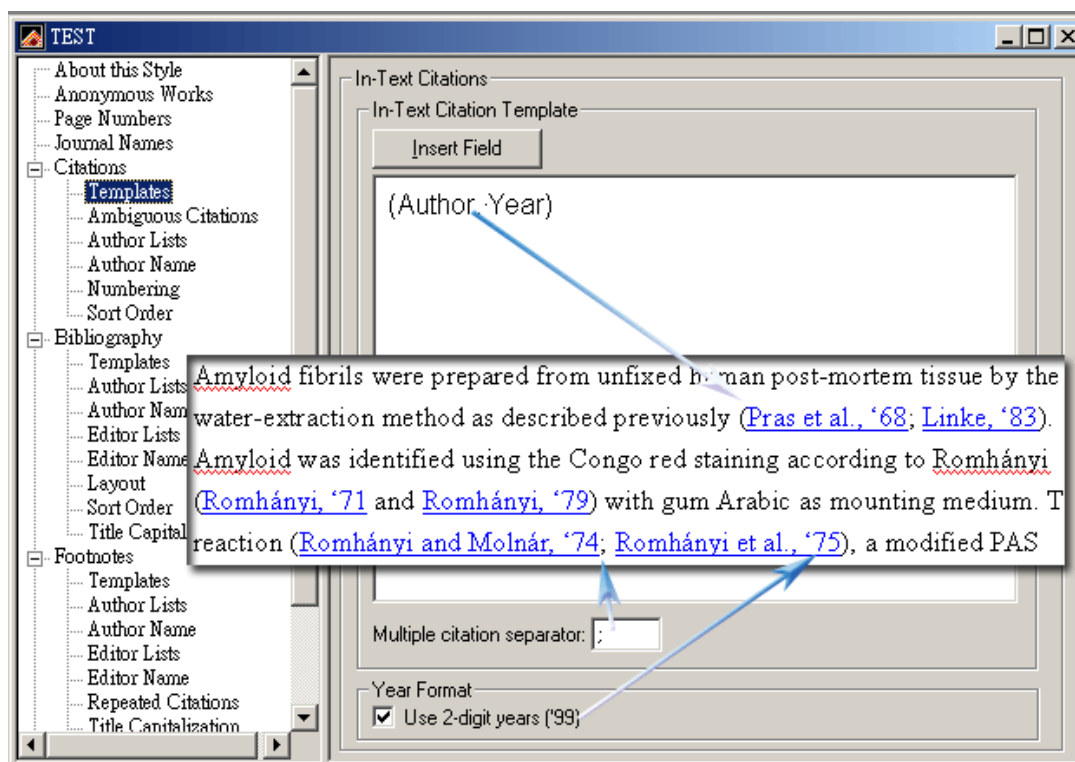 TEST
About this Style
Anonymous Works
Page Numbers
Journal Names
Citations
Templates
Ambiguous Citations
Author Lists
Author Name
Numbering
Sort Order
Bibliography
Templates
Author Lists
Author Nam
Editor Lists
Editor Name
Layout
Sort Order
Title Capital
Footnotes
Templates
Author Lists
Author Name
Editor Lists
Editor Name
Repeated Citations
Title Capitalization
In-Text Citations
In-Text Citation Template
Insert Field
(Author,·Year)
Amyloid fibrils were prepared from unfixed human post-mortem tissue by the
water-extraction method as described previously (Pras et al., ‘68; Linke, ‘83).
Amyloid was identified using the Congo red staining according to Romhányi
(Romhányi, ‘71 and Romhányi, ‘79) with gum Arabic as mounting medium. T
reaction (Romhányi and Molnár, ‘74; Romhányi et al., ‘75), a modified PAS
Multiple citation separator: ;
Year Format
Use 2-digit years ('99)